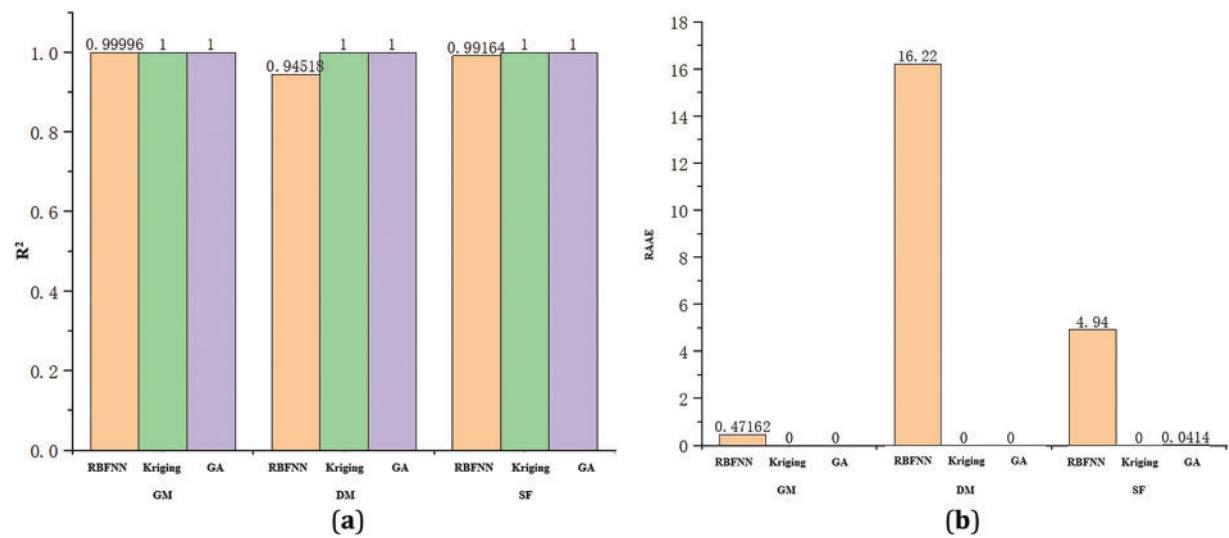 0.99996 1 1 0.94518 1 1 0.99164 1 1
1.0
0.8
0.6
0.4
0.2
0.0
R²
RBFNN Kriging GA RBFNN Kriging GA RBFNN Kriging GA
GM DM SF
(a)
18
16
14
12
10
8
6
4
2
0
RAAE
0.47162 0 0 16.22 0 0 4.94 0 0.0414
RBFNN Kriging GA RBFNN Kriging GA RBFNN Kriging GA
GM DM SF
(b)